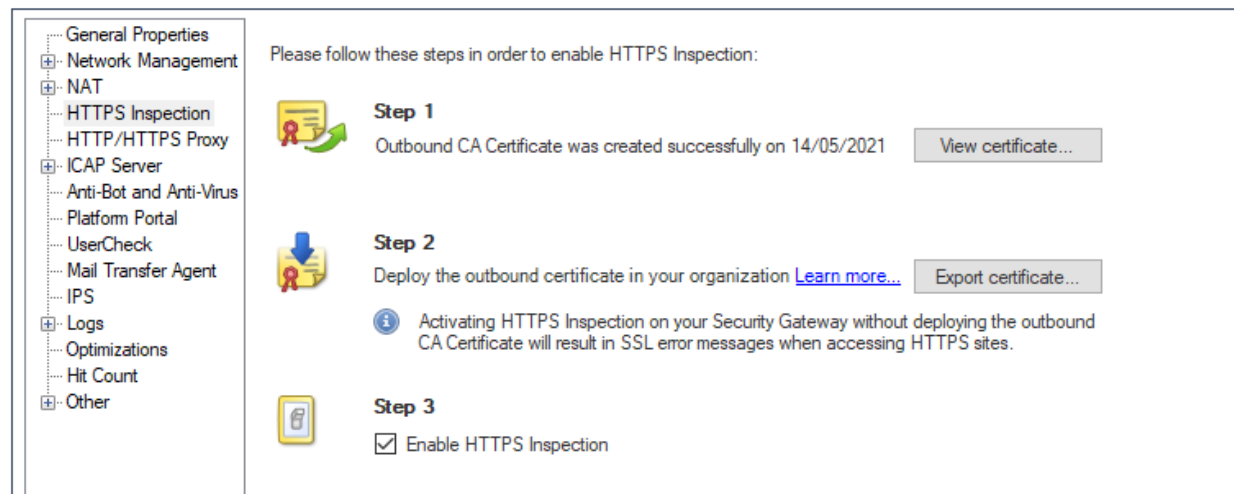 General Properties
Network Management
NAT
HTTPS Inspection
HTTP/HTTPS Proxy
ICAP Server
Anti-Bot and Anti-Virus
Platform Portal
UserCheck
Mail Transfer Agent
IPS
Logs
Optimizations
Hit Count
Other
Please follow these steps in order to enable HTTPS Inspection:
Step 1
Outbound CA Certificate was created successfully on 14/05/2021
View certificate...
Step 2
Deploy the outbound certificate in your organization Learn more...
Export certificate...
Activating HTTPS Inspection on your Security Gateway without deploying the outbound
CA Certificate will result in SSL error messages when accessing HTTPS sites.
Step 3
Enable HTTPS Inspection